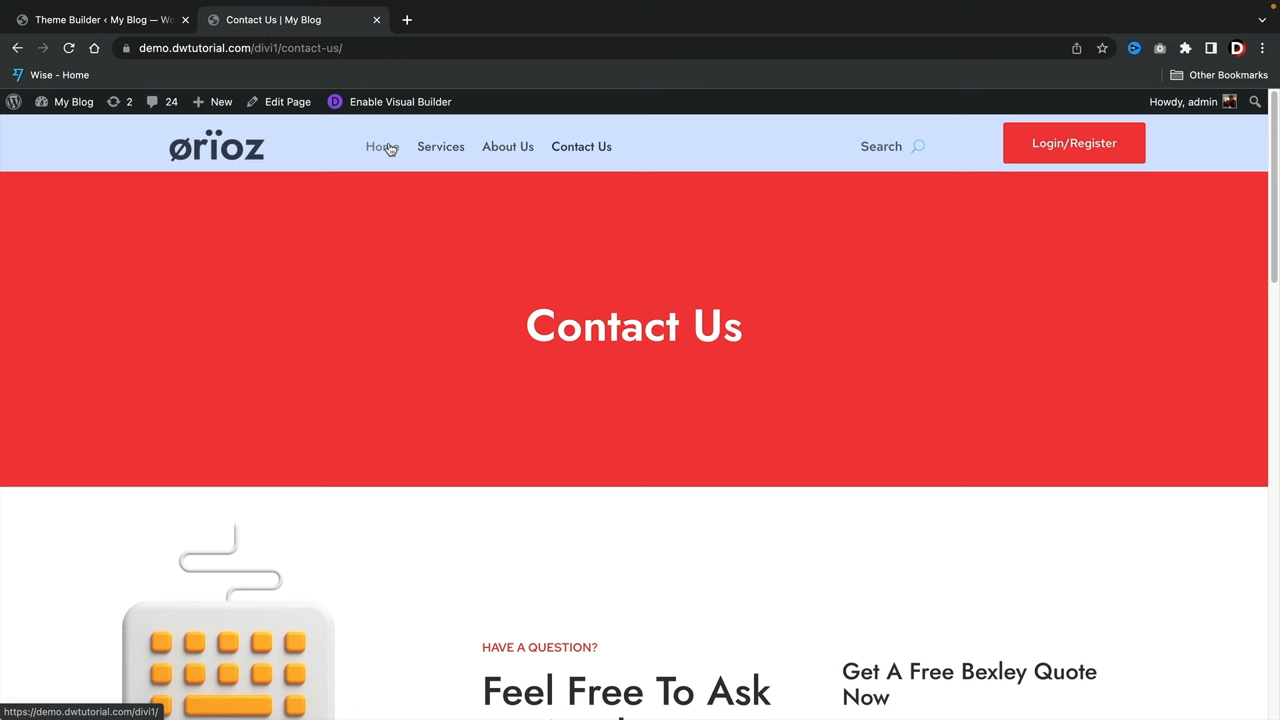 Theme Builder ‹ My Blog — Wo
Contact Us | My Blog
demo.dwtutorial.com/divi1/contact-us/
Wise - Home
Other Bookmarks
My Blog
2
24
New
Edit Page
D
Enable Visual Builder
Howdy, admin
ørïoz
Home
Services
About Us
Contact Us
Search
Login/Register
Contact Us
HAVE A QUESTION?
Feel Free To Ask
Get A Free Bexley Quote
Now
https://demo.dwtutorial.com/divi1/